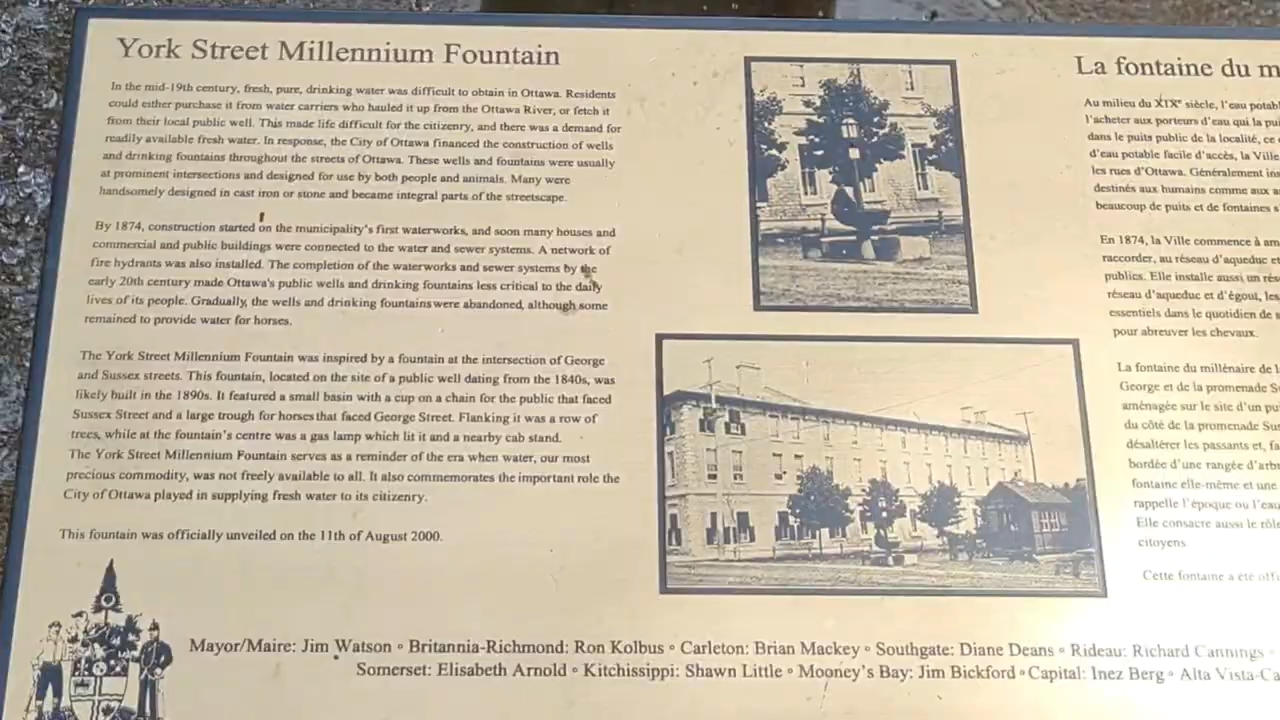 York Street Millennium Fountain
In the mid-19th century, fresh, pure, drinking water was difficult to obtain in Ottawa. Residents
could either purchase it from water carriers who hauled it up from the Ottawa River, or fetch it
from their local public well. This made life difficult for the citizenry, and there was a demand for
readily available fresh water. In response, the City of Ottawa financed the construction of wells
and drinking fountains throughout the streets of Ottawa. These wells and fountains were usually
at prominent intersections and designed for use by both people and animals. Many were
handsomely designed in cast iron or stone and became integral parts of the streetscape.
By 1874, construction started on the municipality's first waterworks, and soon many houses and
commercial and public buildings were connected to the water and sewer systems. A network of
fire hydrants was also installed. The completion of the waterworks and sewer systems by the
early 20th century made Ottawa's public wells and drinking fountains less critical to the daily
lives of its people. Gradually, the wells and drinking fountains were abandoned, although some
remained to provide water for horses.
The York Street Millennium Fountain was inspired by a fountain at the intersection of George
and Sussex streets. This fountain, located on the site of a public well dating from the 1840s, was
likely built in the 1890s. It featured a small basin with a cup on a chain for the public that faced
Sussex Street and a large trough for horses that faced George Street. Flanking it was a row of
trees, while at the fountain's centre was a gas lamp which lit it and a nearby cab stand.
The York Street Millennium Fountain serves as a reminder of the era when water, our most
precious commodity, was not freely available to all. It also commemorates the important role the
City of Ottawa played in supplying fresh water to its citizenry.
This fountain was officially unveiled on the 11th of August 2000.
La fontaine du m
Au milieu du XIXe siècle, l'eau potabl
l'acheter aux porteurs d'eau qui la pui
dans le puits public de la localité, ce
d'eau potable facile d'accès, la Ville
les rues d'Ottawa. Généralement ins
destinés aux humains comme aux a
beaucoup de puits et de fontaines s
En 1874, la Ville commence à am
raccorder, au réseau d'aqueduc et
publics. Elle installe aussi un rés
réseau d'aqueduc et d'égout, les
essentiels dans le quotidien de s
pour abreuver les chevaux.
La fontaine du millénaire de l
George et de la promenade S
aménagée sur le site d'un pu
du côté de la promenade Sus
désaltérer les passants et, fa
bordée d'une rangée d'arb
fontaine elle-même et une
rappelle l'époque ou l'eau
Elle consacre aussi le rôle
citoyens
Cette fontaine a été offi
Mayor/Maire: Jim Watson ∘ Britannia-Richmond: Ron Kolbus ∘ Carleton: Brian Mackey ∘ Southgate: Diane Deans ∘ Rideau: Richard Cannings ∘
Somerset: Elisabeth Arnold ∘ Kitchissippi: Shawn Little ∘ Mooney's Bay: Jim Bickford ∘ Capital: Inez Berg ∘ Alta Vista-Ca